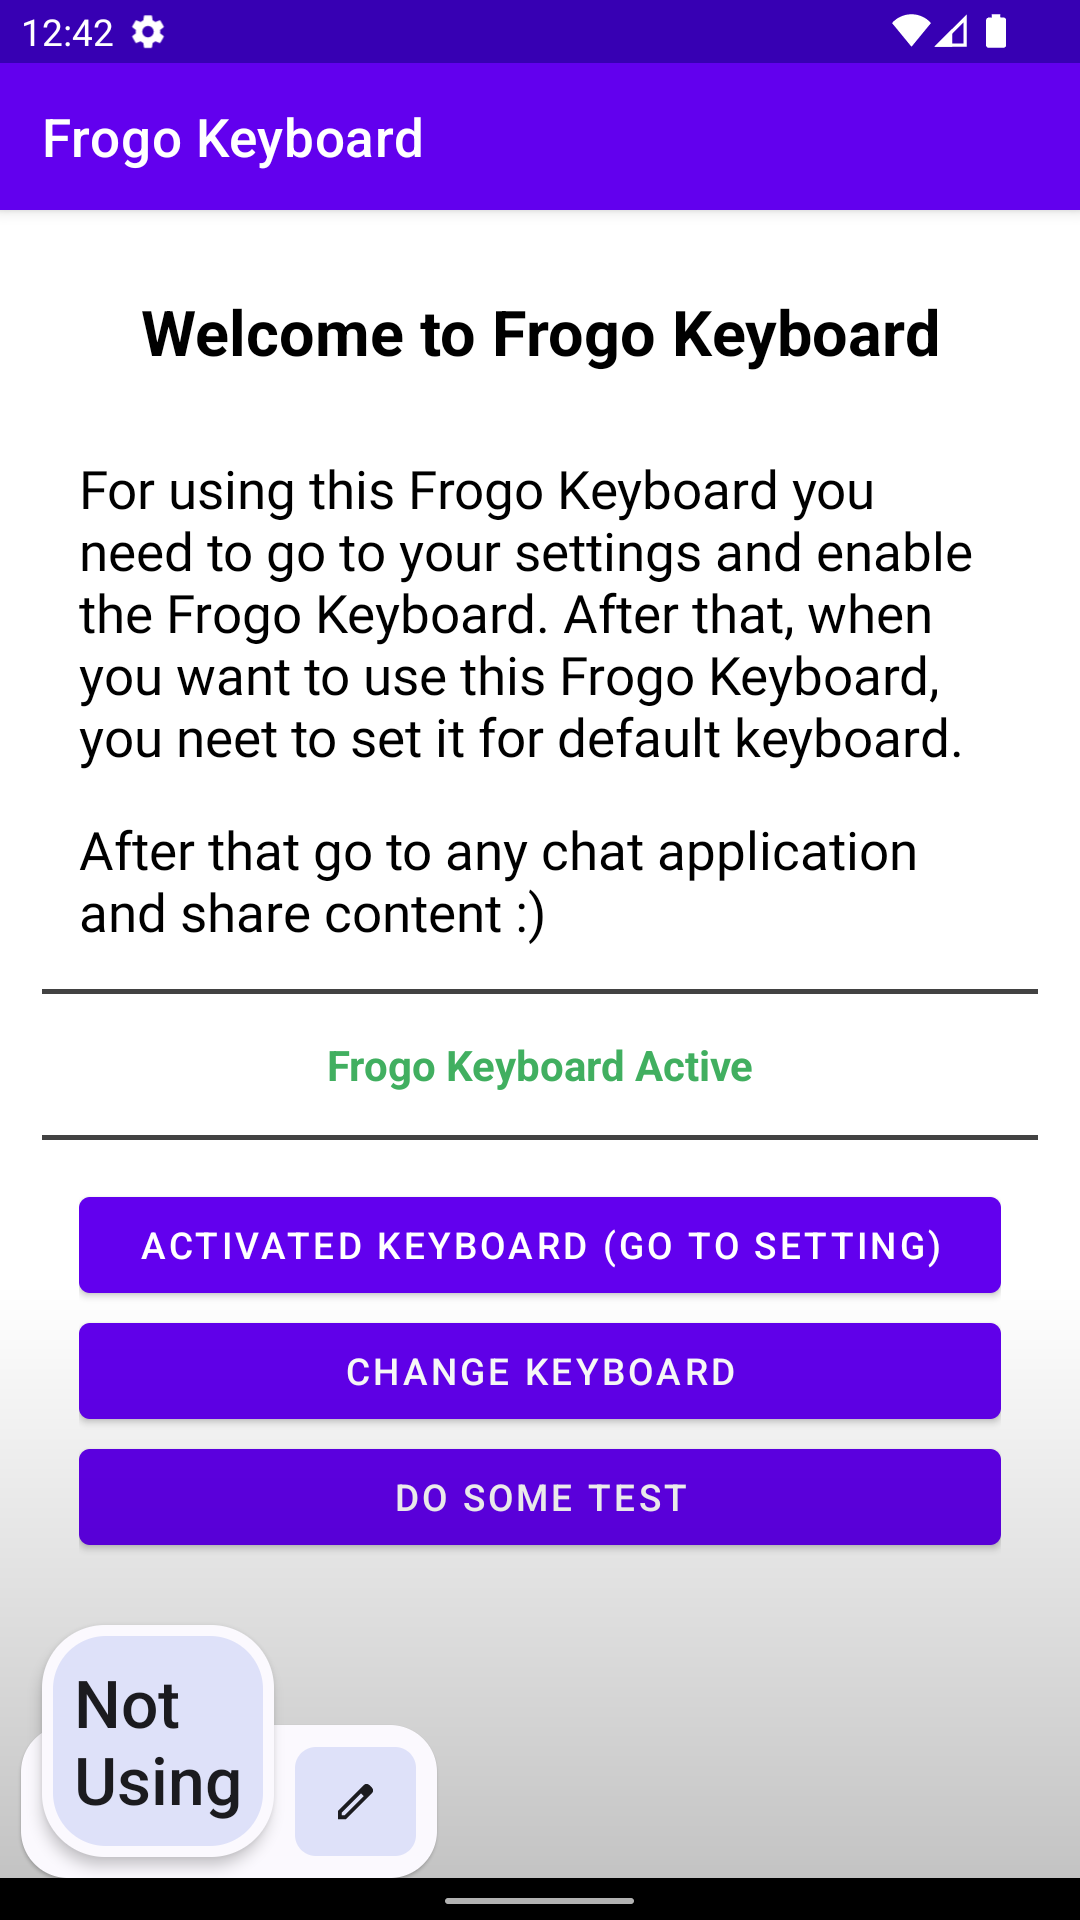 12:42
Frogo Keyboard
Welcome to Frogo Keyboard
For using this Frogo Keyboard you
need to go to your settings and enable
the Frogo Keyboard. After that, when
you want to use this Frogo Keyboard,
you neet to set it for default keyboard.
After that go to any chat application
and share content :)
Frogo Keyboard Active
ACTIVATED KEYBOARD (GO TO SETTING)
CHANGE KEYBOARD
DO SOME TEST
Not
Using